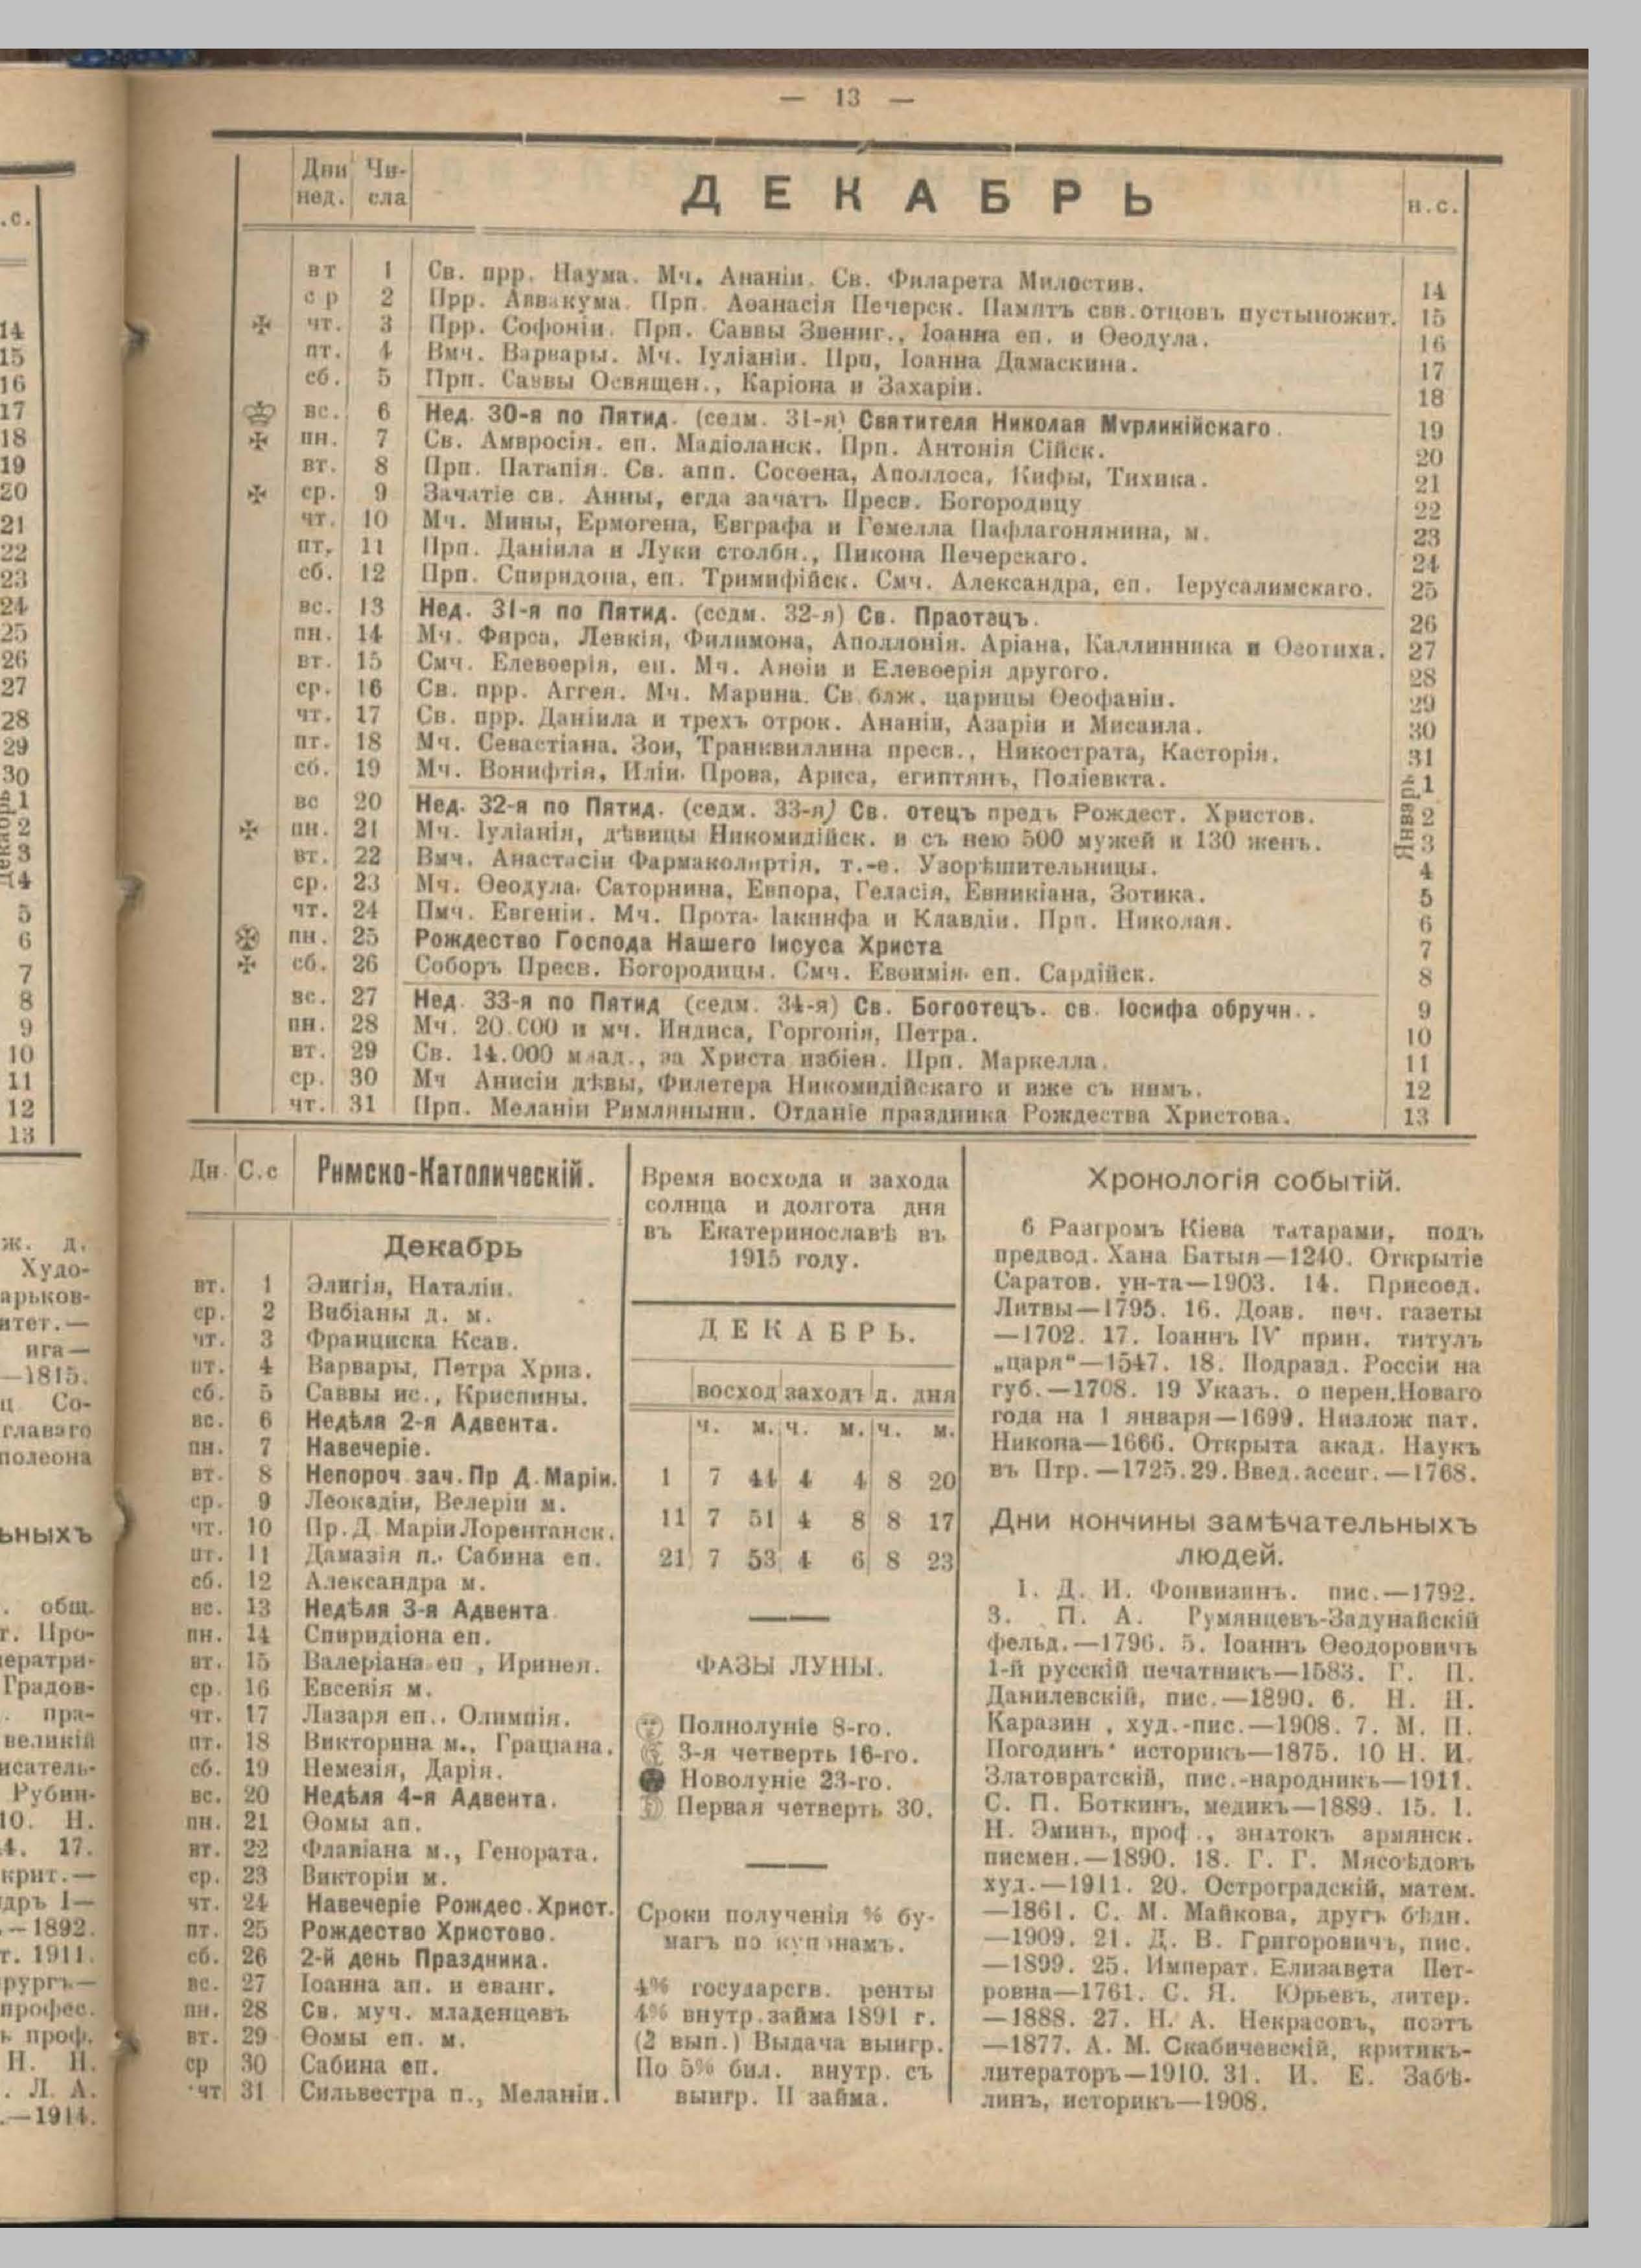 — 13 —
Дни нед. Чи-сла ДЕКАБРЬ н.с.
вт 1 Св. прр. Наума. Мч. Ананіи. Св. Филарета Милостив. 14
ср 2 Прр. Аввакума. Прп. Аѳанасія Печерск. Память свв.отцовъ пустыножит. 15
чт. 3 Прр. Софоніи. Прп. Саввы Звениг., Іоанна еп. и Ѳеодула. 16
пт. 4 Вмч. Варвары. Мч. Іуліаніи. Прп, Іоанна Дамаскина. 17
сб. 5 Прп. Саввы Освящен., Каріона и Захаріи. 18
вс. 6 Нед. 30-я по Пятид. (седм. 31-я) Святителя Николая Мѵрликійскаго. 19
пн. 7 Св. Амвросія. еп. Мадіоланск. Прп. Антонія Сійск. 20
вт. 8 Прп. Патапія. Св. апп. Сосѳена, Аполлоса, Кифы, Тихика. 21
ср. 9 Зачатіе св. Анны, егда зачатъ Пресв. Богородицу 22
чт. 10 Мч. Мины, Ермогена, Евграфа и Гемелла Пафлагонянина, м. 23
пт, 11 Прп. Даніила и Луки столбн., Никона Печерскаго. 24
сб. 12 Прп. Спиридона, еп. Тримифійск. Смч. Александра, еп. Іерусалимскаго. 25
вс. 13 Нед. 31-я по Пятид. (седм. 32-я) Св. Праотецъ. 26
пн. 14 Мч. Фирса, Левкія, Филимона, Аполлонія. Аріана, Каллинника и Ѳеотиха. 27
вт. 15 Смч. Елевѳерія, еп. Мч. Анѳіи и Елевѳерія другого. 28
ср. 16 Св. прр. Аггея. Мч. Марина. Св. блж. царицы Ѳеофаніи. 29
чт. 17 Св. прр. Даніила и трехъ отрок. Ананіи, Азаріи и Мисаила. 30
пт. 18 Мч. Севастіана. Зои, Транквиллина пресв., Никострата, Касторія. 31
сб. 19 Мч. Вонифтія, Иліи. Прова, Ариса, египтянъ, Поліевкта. Январь 1
вс 20 Нед. 32-я по Пятид. (седм. 33-я) Св. отецъ предъ Рождест. Христов. 2
пн. 21 Мч. Іуліанія, дѣвицы Никомидійск. и съ нею 500 мужей и 130 женъ. 3
вт. 22 Вмч. Анастасіи Фармаколиртія, т.-е. Узорѣшительницы. 4
ср. 23 Мч. Ѳеодула. Саторнина, Евпора, Геласія, Евникіана, Зотика. 5
чт. 24 Пмч. Евгеніи. Мч. Прота. Іакинфа и Клавдіи. Прп. Николая. 6
пн. 25 Рождество Господа Нашего Іисуса Христа 7
сб. 26 Соборъ Пресв. Богородицы. Смч. Евѳимія. еп. Сардійск. 8
вс. 27 Нед. 33-я по Пятид (седм. 34-я) Св. Богоотецъ. св. Іосифа обручн.. 9
пн. 28 Мч. 20.000 и мч. Индиса, Горгонія, Петра. 10
вт. 29 Св. 14.000 млад., за Христа избіен. Прп. Маркелла. 11
ср. 30 Мч Анисіи дѣвы, Филетера Никомидійскаго и иже съ нимъ. 12
чт. 31 Прп. Меланіи Римляныни. Отданіе праздника Рождества Христова. 13
Дн. С.с Римско-Католическій.
Декабрь
вт. 1 Элигія, Наталіи.
ср. 2 Вибіаны д. м.
чт. 3 Франциска Ксав.
пт. 4 Варвары, Петра Хриз.
сб. 5 Саввы ис., Криспины.
вс. 6 Недѣля 2-я Адвента.
пн. 7 Навечеріе.
вт. 8 Непороч. зач. Пр Д. Маріи.
ср. 9 Леокадіи, Велеріи м.
чт. 10 Пр. Д Маріи Лорентанск.
пт. 11 Дамазія п.. Сабина еп.
сб. 12 Александра м.
вс. 13 Недѣля 3-я Адвента
пн. 14 Спиридіона еп.
вт. 15 Валеріана еп , Иринея.
ср. 16 Евсевія м.
чт. 17 Лазаря еп.. Олимпія.
пт. 18 Викторина м., Граціана.
сб. 19 Немезія, Дарія.
вс. 20 Недѣля 4-я Адвента.
пн. 21 Ѳомы ап.
вт. 22 Флавіана м., Генората.
ср. 23 Викторіи м.
чт. 24 Навечеріе Рождес. Христ.
пт. 25 Рождество Христово.
сб. 26 2-й день Праздника.
вс. 27 Іоанна ап. и еванг.
пн. 28 Св. муч. младенцевъ
вт. 29 Ѳомы еп. м.
ср 30 Сабина еп.
чт 31 Сильвестра п., Меланіи.
Время восхода и захода
солнца и долгота дня
въ Екатеринославѣ въ
1915 году.
ДЕКАБРЬ.
восход заходъ д. дня
ч. м. ч. м. ч. м.
1 7 44 4 4 8 20
11 7 51 4 8 8 17
21 7 53 4 6 8 23
ФАЗЫ ЛУНЫ.
Полнолуніе 8-го.
3-я четверть 16-го.
Новолуніе 23-го.
Первая четверть 30.
Сроки полученія % бу-
магъ по купонамъ.
4% государств. ренты
4% внутр. займа 1891 г.
(2 вып.) Выдача выигр.
По 5% бил. внутр. съ
выигр. II займа.
Хронологія событій.
6 Разгромъ Кіева татарами, подъ
предвод. Хана Батыя—1240. Открытіе
Саратов. ун-та—1903. 14. Присоед.
Литвы—1795. 16. Доав. печ. газеты
—1702. 17. Іоаннъ IV прин. титулъ
„царя“—1547. 18. Подразд. Россіи на
губ.—1708. 19 Указъ. о перен.Новаго
года на 1 января—1699. Низлож пат.
Никона—1666. Открыта акад. Наукъ
въ Птр.—1725. 29. Введ. ассиг.—1768.
Дни кончины замѣчательныхъ
людей.
1. Д. И. Фонвизинъ. пис.—1792.
3. П. А. Румянцевъ-Задунайскій
фельд.—1796. 5. Іоаннъ Ѳеодоровичъ
1-й русскій печатникъ—1583. Г. П.
Данилевскій, пис.—1890. 6. Н. Н.
Каразин , худ.-пис.—1908. 7. М. П.
Погодинъ историкъ—1875. 10 Н. И.
Златовратскій, пис.-народникъ—1911.
С. П. Боткинъ, медикъ—1889. 15. І.
Н. Эминъ, проф., знатокъ армянск.
писмен.—1890. 18. Г. Г. Мясоѣдовъ
худ.—1911. 20. Остроградскій, матем.
—1861. С. М. Майкова, другъ бѣдн.
—1909. 21. Д. В. Григоровичъ, пис.
—1899. 25. Императ. Елизавета Пет-
ровна—1761. С. Я. Юрьевъ, литер.
—1888. 27. Н. А. Некрасовъ, поэтъ
—1877. А. М. Скабичевскій, критикъ-
литераторъ—1910. 31. И. Е. Забѣ-
линъ, историкъ—1908.